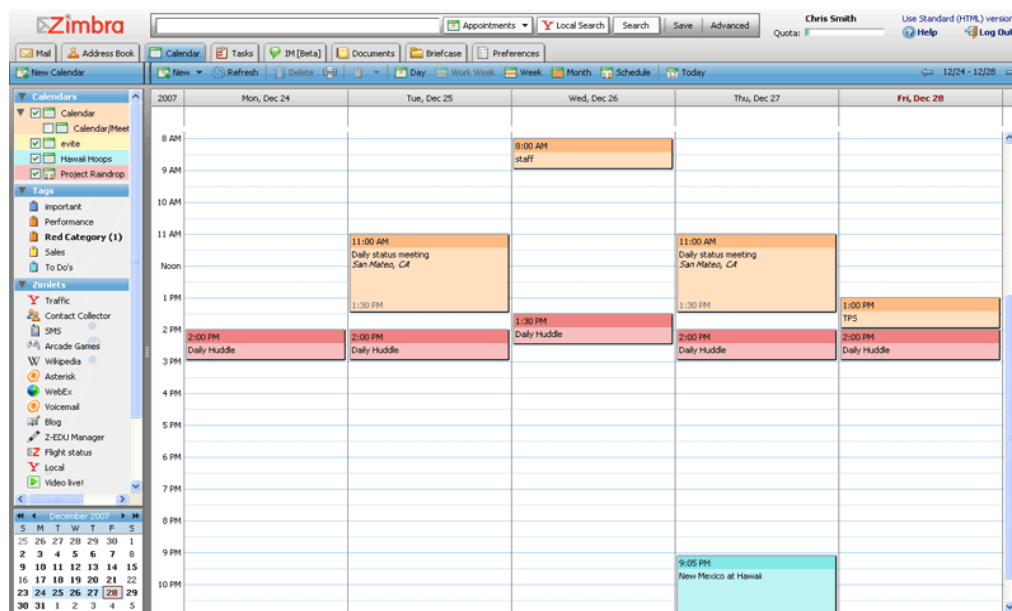 Zimbra
Appointments
Local Search
Search
Save
Advanced
Chris Smith
Quota:
Use Standard (HTML) version
Help
Log Out
Mail
Address Book
Calendar
Tasks
IM [Beta]
Documents
Briefcase
Preferences
New Calendar
New
Refresh
Delete
Day
Work Week
Week
Month
Schedule
Today
12/24 - 12/28
Calendars
Calendar
Calendar/Meet
evite
Hawaii Hoops
Project Raindrop
Tags
important
Performance
Red Category (1)
Sales
To Do's
Zimlets
Traffic
Contact Collector
SMS
Arcade Games
Wikipedia
Asterisk
WebEx
Voicemail
Blog
Z-EDU Manager
Flight status
Local
Video live!
December 2007
S M T W T F S
25 26 27 28 29 30 1
2 3 4 5 6 7 8
9 10 11 12 13 14 15
16 17 18 19 20 21 22
23 24 25 26 27 28 29
30 31 1 2 3 4 5
2007
Mon, Dec 24
Tue, Dec 25
Wed, Dec 26
Thu, Dec 27
Fri, Dec 28
8 AM
9 AM
10 AM
11 AM
Noon
1 PM
2 PM
3 PM
4 PM
5 PM
6 PM
7 PM
8 PM
9 PM
10 PM
2:00 PM
Daily Huddle
11:00 AM
Daily status meeting
San Mateo, CA
1:30 PM
2:00 PM
Daily Huddle
8:00 AM
staff
1:30 PM
Daily Huddle
11:00 AM
Daily status meeting
San Mateo, CA
1:30 PM
2:00 PM
Daily Huddle
9:05 PM
New Mexico at Hawaii
1:00 PM
TPS
2:00 PM
Daily Huddle